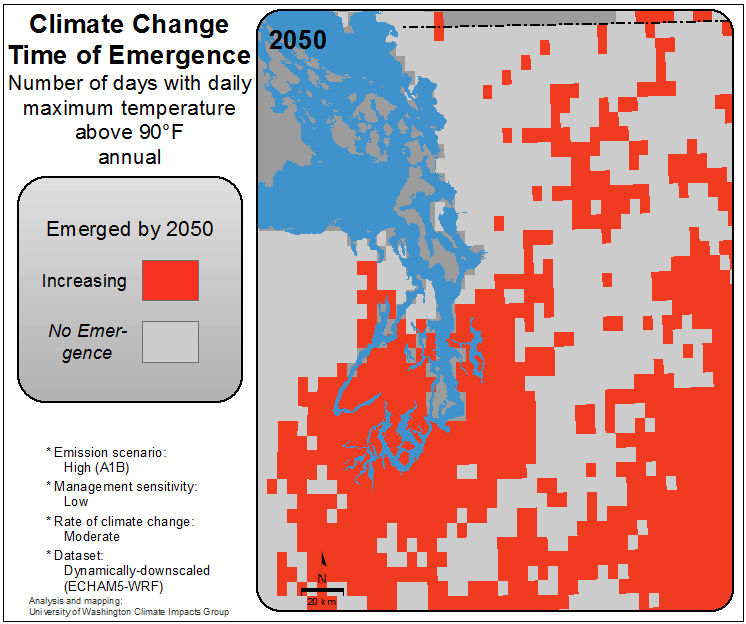 Climate Change
Time of Emergence
Number of days with daily
maximum temperature
above 90°F
annual
Emerged by 2050
Increasing
No Emer-
gence
* Emission scenario:
High (A1B)
* Management sensitivity:
Low
* Rate of climate change:
Moderate
* Dataset:
Dynamically-downscaled
(ECHAM5-WRF)
Analysis and mapping:
University of Washington Climate Impacts Group
2050
N
20 km